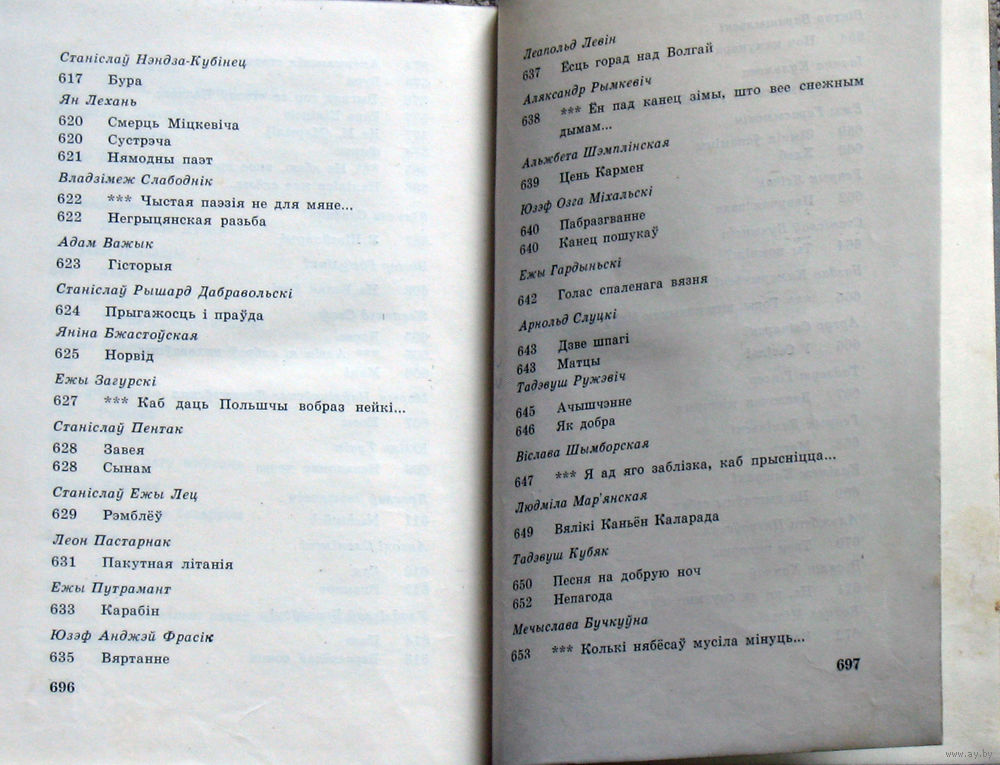 Станіслаў Нэндза-Кубінец
617 Бура
Ян Лехань
620 Смерць Міцкевіча
620 Сустрэча
621 Нямодны паэт
Владзімеж Слабоднік
622 *** Чыстая паэзія не для мяне...
622 Негрыцянская разьба
Адам Важык
623 Гісторыя
Станіслаў Рышард Дабравольскі
624 Прыгажосць і праўда
Яніна Бжастоўская
625 Норвід
Ежы Загурскі
627 *** Каб даць Польшчы вобраз нейкі...
Станіслаў Пентак
628 Завея
628 Сынам
Станіслаў Ежы Лец
629 Рэмблёў
Леон Пастарнак
631 Пакутная літанія
Ежы Путрамант
633 Карабін
Юзэф Анджэй Фрасік
635 Вяртанне
696
Леапольд Левін
637 Ёсць горад над Волгай
Аляксандр Рымкевіч
638 *** Ён пад канец зімы, што вее снежным
дымам...
Альжбета Шэмплінская
639 Цень Кармен
Юзэф Озга Міхальскі
640 Пабразгванне
640 Канец пошукаў
Ежы Гардыньскі
642 Голас спаленага вязня
Арнольд Слуцкі
643 Дзве шпагі
643 Матцы
Тадэвуш Ружэвіч
645 Ачышчэнне
646 Як добра
Віслава Шымборская
647 *** Я ад яго заблізка, каб прысніцца...
Людміла Мар'янская
649 Вялікі Каньён Каларада
Тадэвуш Кубяк
650 Песня на добрую ноч
652 Непагода
Мечыслава Бучкуўна
653 *** Колькі нябёсаў мусіла мінуць...
697
www.ay.by